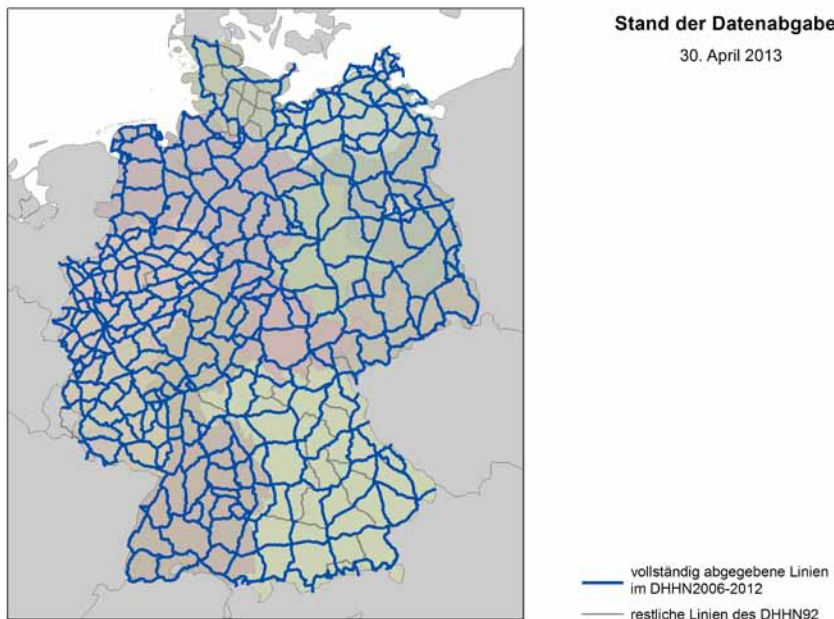 Stand der Datenabgabe
30. April 2013
vollständig abgegebene Linien
im DHHN2006-2012
restliche Linien des DHHN92